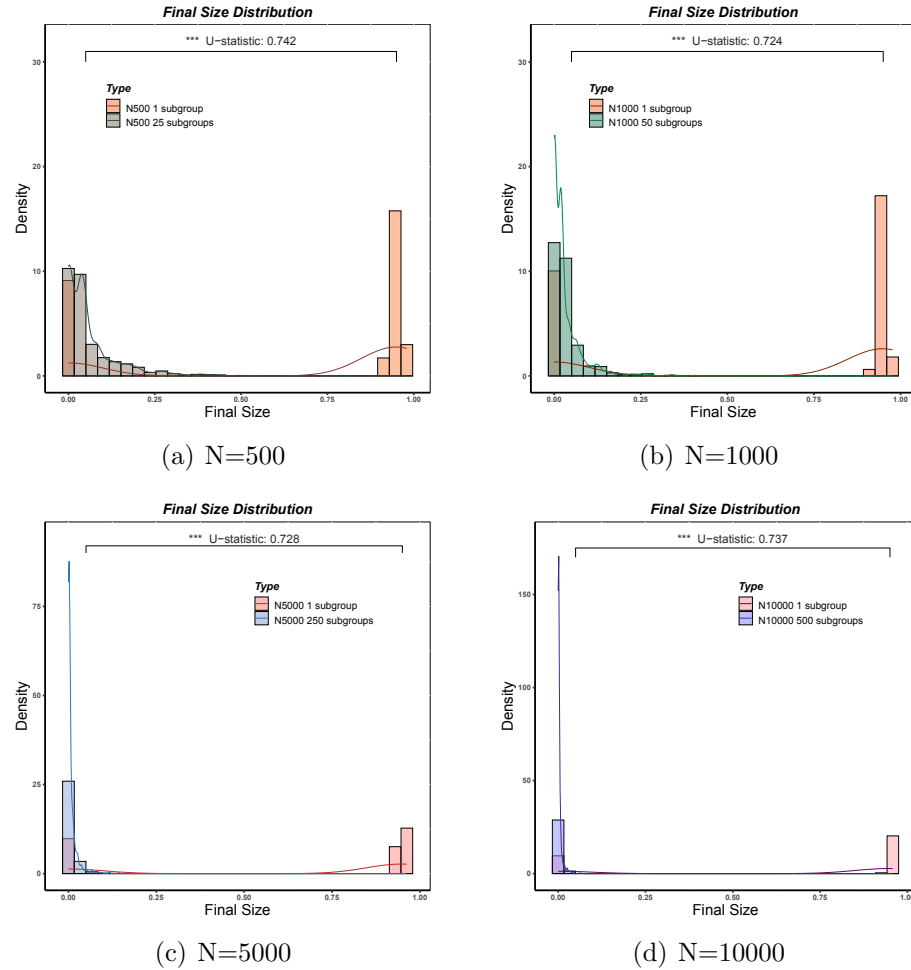 Final Size Distribution
*** U−statistic: 0.742
30
20
10
0
Density
Type
N500 1 subgroup
N500 25 subgroups
0.00 0.25 0.50 0.75 1.00
Final Size
(a) N=500
Final Size Distribution
*** U−statistic: 0.724
30
20
10
0
Density
Type
N1000 1 subgroup
N1000 50 subgroups
0.00 0.25 0.50 0.75 1.00
Final Size
(b) N=1000
Final Size Distribution
*** U−statistic: 0.728
75
50
25
0
Density
Type
N5000 1 subgroup
N5000 250 subgroups
0.00 0.25 0.50 0.75 1.00
Final Size
(c) N=5000
Final Size Distribution
*** U−statistic: 0.737
150
100
50
0
Density
Type
N10000 1 subgroup
N10000 500 subgroups
0.00 0.25 0.50 0.75 1.00
Final Size
(d) N=10000